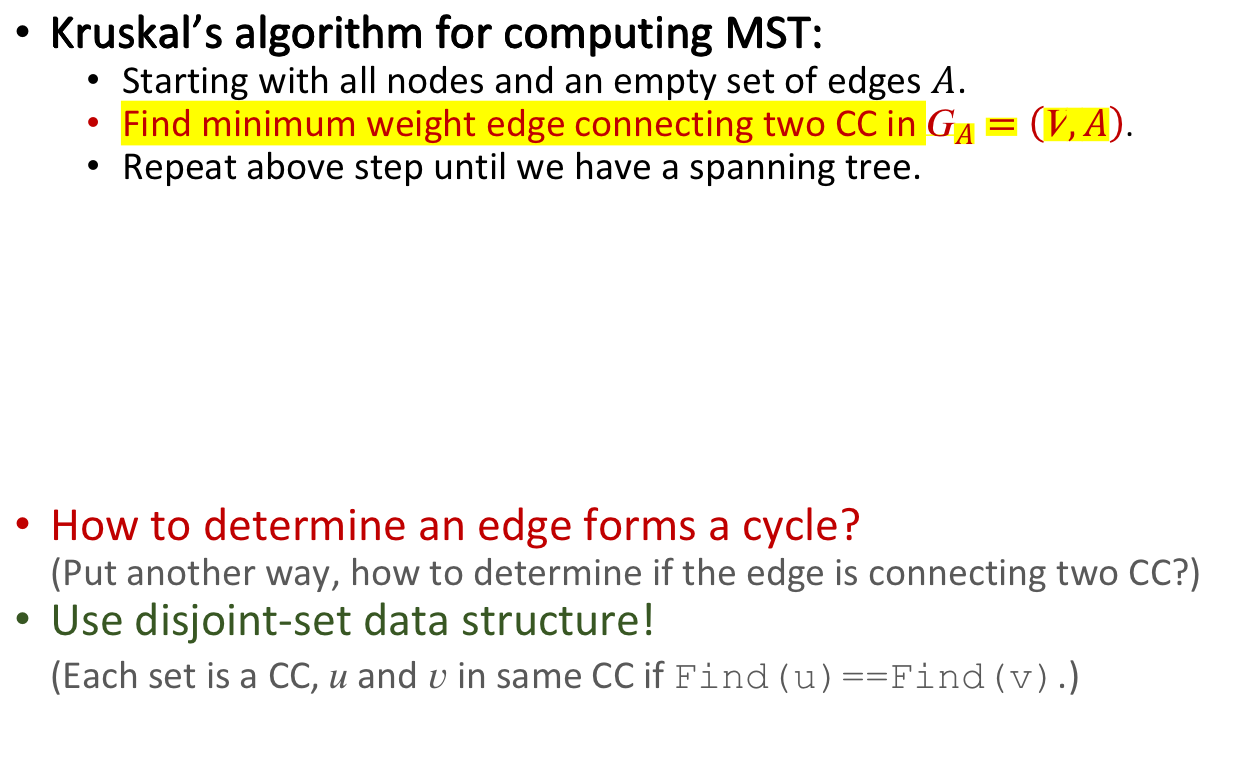 • Kruskal’s algorithm for computing MST:
• Starting with all nodes and an empty set of edges A.
• Find minimum weight edge connecting two CC in G_A = (V, A).
• Repeat above step until we have a spanning tree.
• How to determine an edge forms a cycle?
(Put another way, how to determine if the edge is connecting two CC?)
• Use disjoint-set data structure!
(Each set is a CC, u and v in same CC if Find(u)==Find(v).)